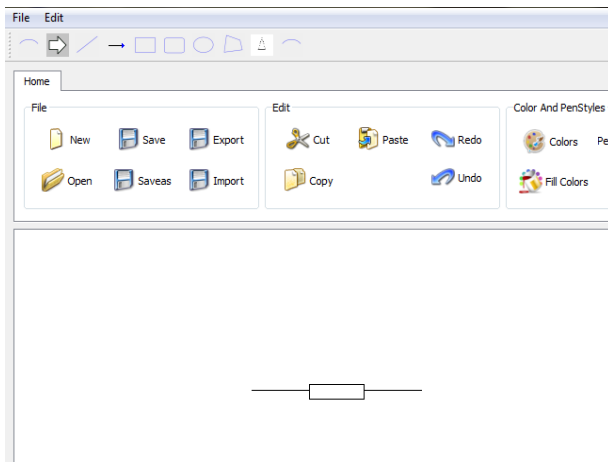 File Edit
A
Home
File Edit Color And PenStyles
New Save Export Cut Paste Redo Colors Pe
Open Saveas Import Copy Undo Fill Colors